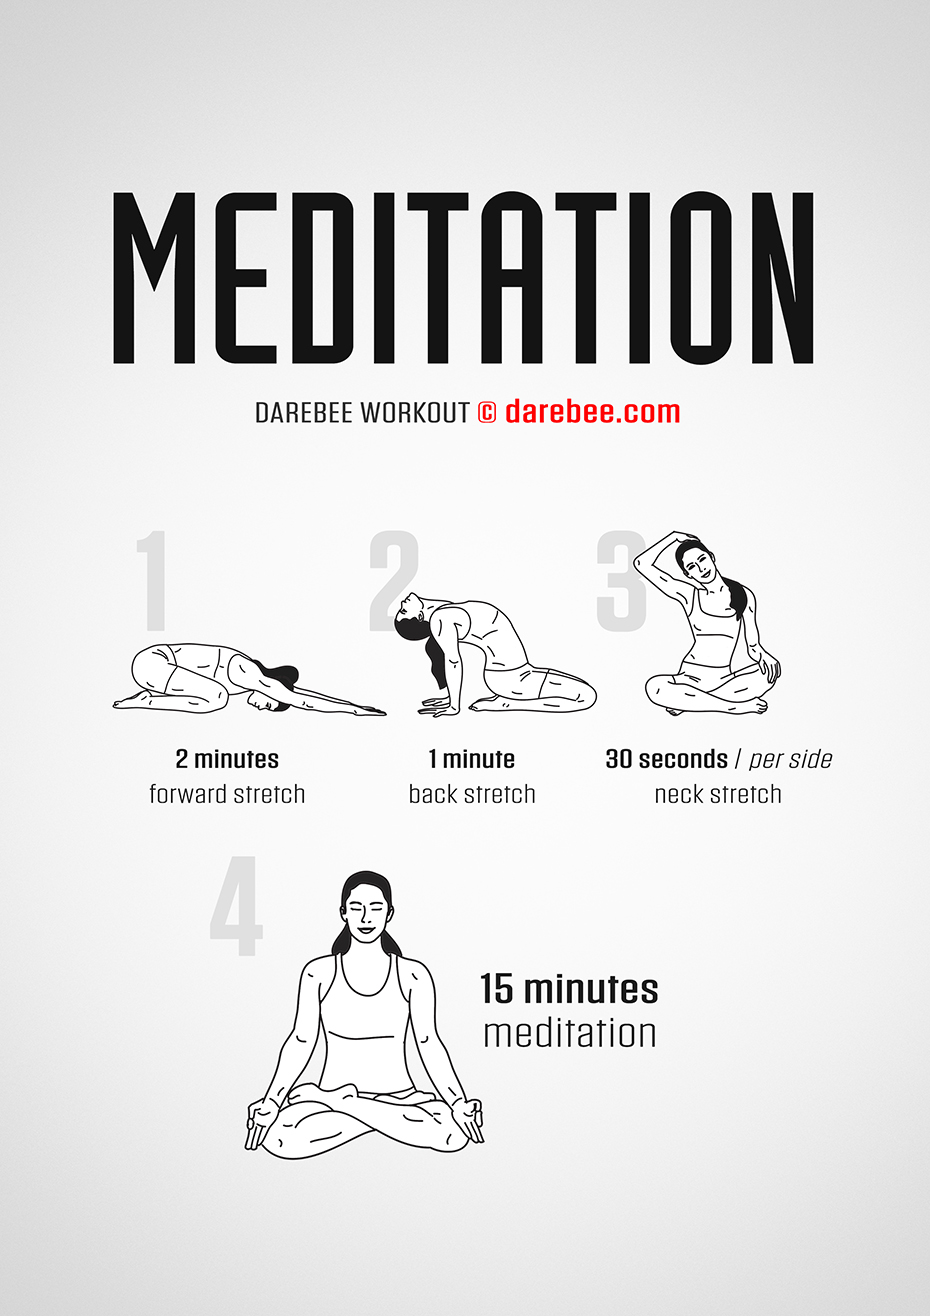 MEDITATION
DAREBEE WORKOUT © darebee.com
1
2 minutes
forward stretch
2
1 minute
back stretch
3
30 seconds / per side
neck stretch
4
15 minutes
meditation